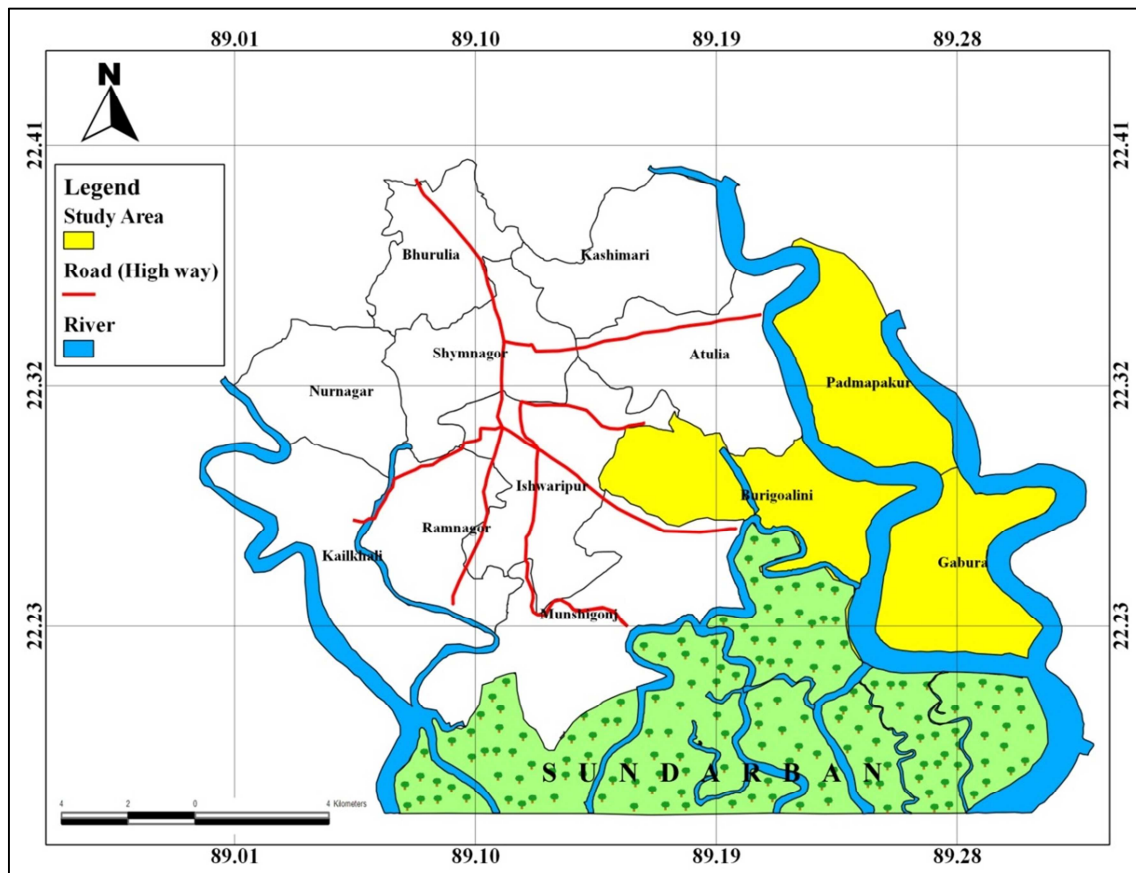 89.01 89.10 89.19 89.28
N
22.41 22.41
Legend
Study Area
Road (High way)
River
Bhurulia
Kashimari
Shymnagor
Atulia
Nurnagar
Padmapakur
22.32 22.32
Ishwaripur
Burigoalini
Ramnagor
Kailkhali
Gabura
Munshigonj
22.23 22.23
SUNDARBAN
4 2 0 4 Kilometers
89.01 89.10 89.19 89.28